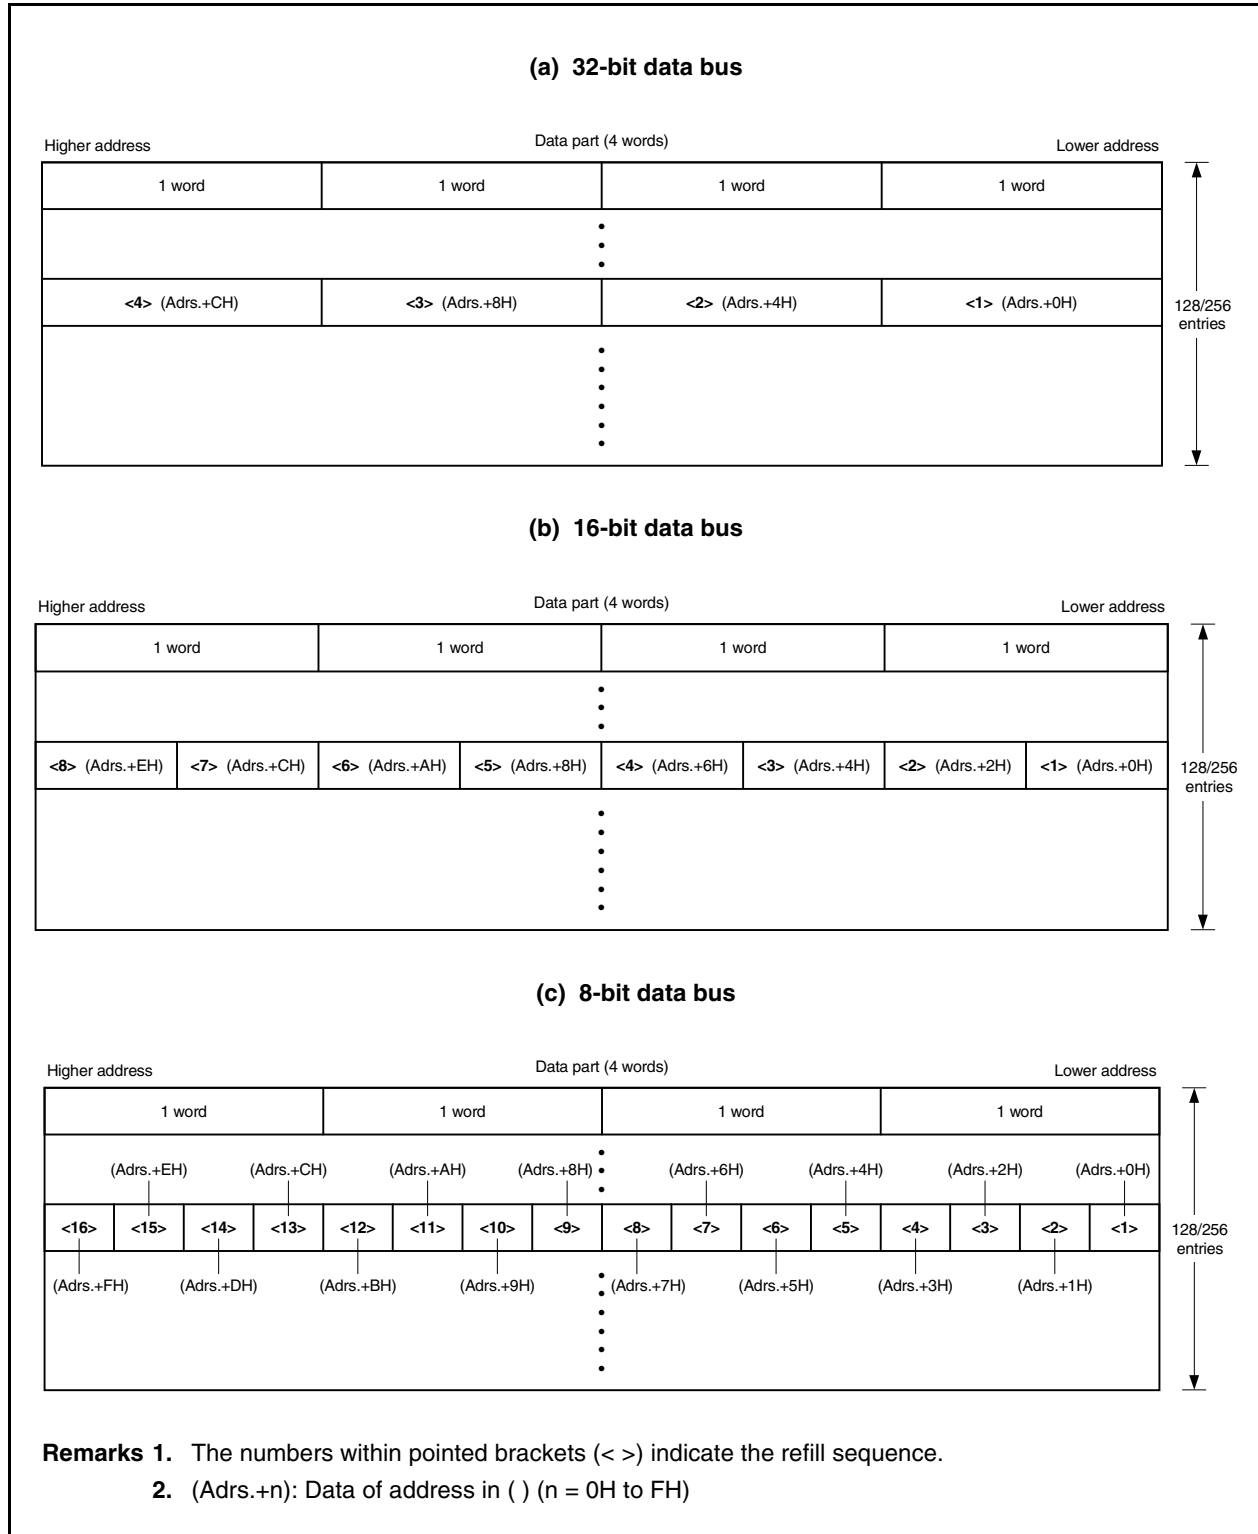 (a) 32-bit data bus
Higher address Data part (4 words) Lower address
1 word 1 word 1 word 1 word
<4> (Adrs.+CH) <3> (Adrs.+8H) <2> (Adrs.+4H) <1> (Adrs.+0H)
128/256
entries
(b) 16-bit data bus
Higher address Data part (4 words) Lower address
1 word 1 word 1 word 1 word
<8> (Adrs.+EH) <7> (Adrs.+CH) <6> (Adrs.+AH) <5> (Adrs.+8H) <4> (Adrs.+6H) <3> (Adrs.+4H) <2> (Adrs.+2H) <1> (Adrs.+0H)
128/256
entries
(c) 8-bit data bus
Higher address Data part (4 words) Lower address
1 word 1 word 1 word 1 word
(Adrs.+EH) (Adrs.+CH) (Adrs.+AH) (Adrs.+8H) (Adrs.+6H) (Adrs.+4H) (Adrs.+2H) (Adrs.+0H)
<16> <15> <14> <13> <12> <11> <10> <9> <8> <7> <6> <5> <4> <3> <2> <1>
128/256
entries
(Adrs.+FH) (Adrs.+DH) (Adrs.+BH) (Adrs.+9H) (Adrs.+7H) (Adrs.+5H) (Adrs.+3H) (Adrs.+1H)
Remarks 1. The numbers within pointed brackets (< >) indicate the refill sequence.
2. (Adrs.+n): Data of address in ( ) (n = 0H to FH)